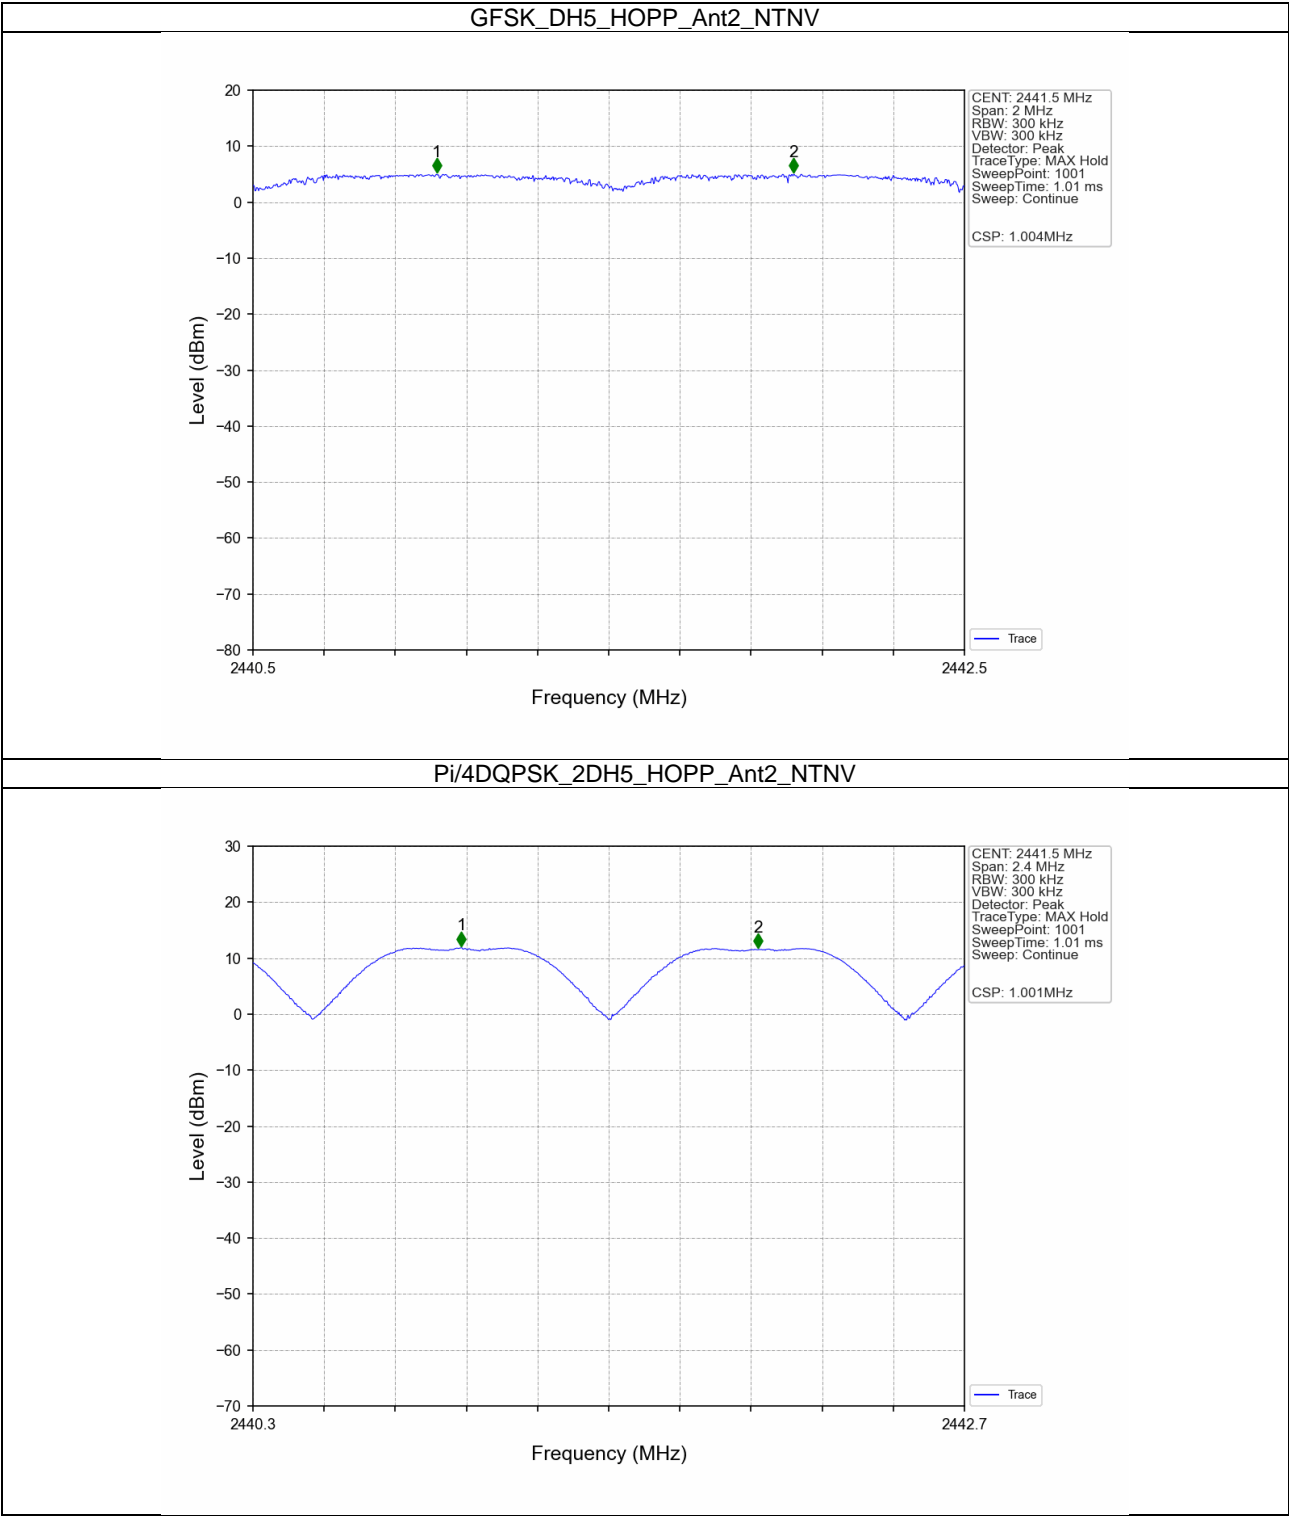 GFSK_DH5_HOPP_Ant2_NTNV
20
10
0
−10
−20
−30
−40
−50
−60
−70
−80
Level (dBm)
1
2
2440.5
2442.5
Frequency (MHz)
CENT: 2441.5 MHz
Span: 2 MHz
RBW: 300 kHz
VBW: 300 kHz
Detector: Peak
TraceType: MAX Hold
SweepPoint: 1001
SweepTime: 1.01 ms
Sweep: Continue
CSP: 1.004MHz
Trace
Pi/4DQPSK_2DH5_HOPP_Ant2_NTNV
30
20
10
0
−10
−20
−30
−40
−50
−60
−70
Level (dBm)
1
2
2440.3
2442.7
Frequency (MHz)
CENT: 2441.5 MHz
Span: 2.4 MHz
RBW: 300 kHz
VBW: 300 kHz
Detector: Peak
TraceType: MAX Hold
SweepPoint: 1001
SweepTime: 1.01 ms
Sweep: Continue
CSP: 1.001MHz
Trace